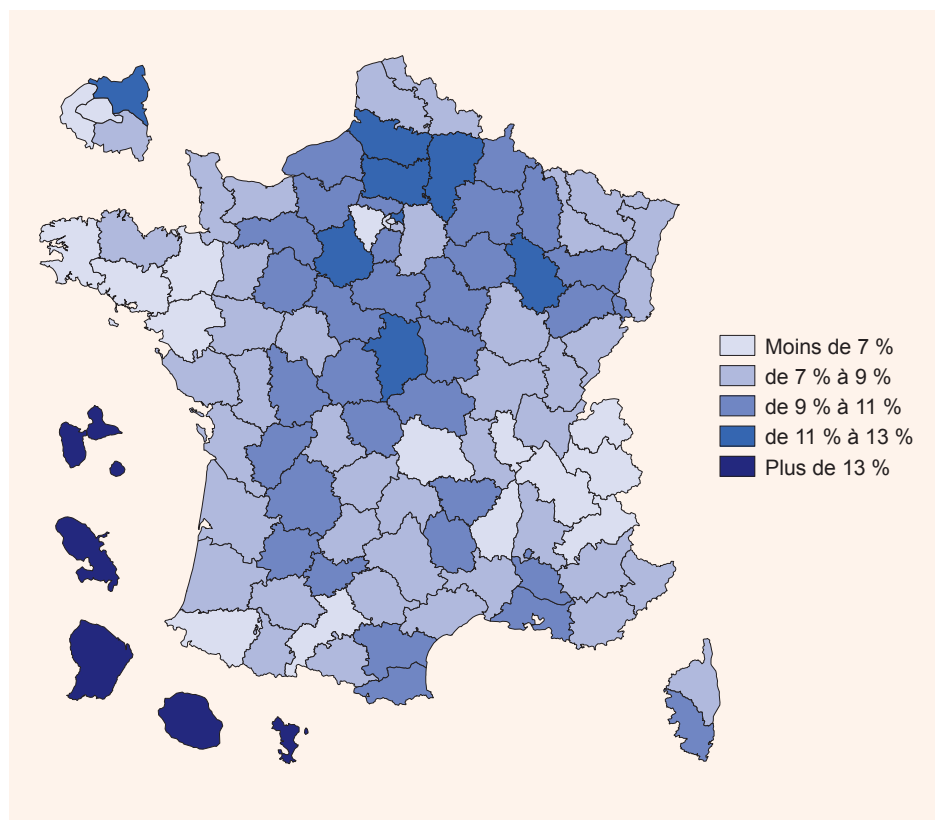 Moins de 7 %
de 7 % à 9 %
de 9 % à 11 %
de 11 % à 13 %
Plus de 13 %